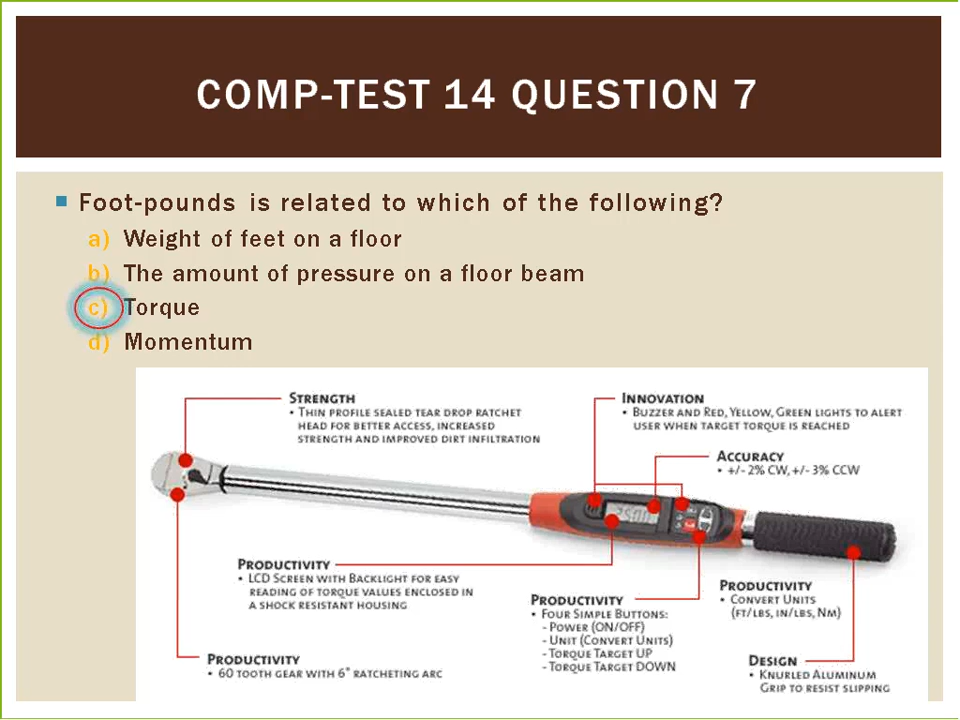 COMP-TEST 14 QUESTION 7
Foot-pounds is related to which of the following?
a) Weight of feet on a floor
b) The amount of pressure on a floor beam
c) Torque
d) Momentum
STRENGTH
• THIN PROFILE SEALED TEAR DROP RATCHET
HEAD FOR BETTER ACCESS, INCREASED
STRENGTH AND IMPROVED DIRT INFILTRATION
INNOVATION
• BUZZER AND RED, YELLOW, GREEN LIGHTS TO ALERT
USER WHEN TARGET TORQUE IS REACHED
ACCURACY
• +/- 2% CW, +/- 3% CCW
PRODUCTIVITY
• LCD SCREEN WITH BACKLIGHT FOR EASY
READING OF TORQUE VALUES ENCLOSED IN
A SHOCK RESISTANT HOUSING
PRODUCTIVITY
• FOUR SIMPLE BUTTONS:
- POWER (ON/OFF)
- UNIT (CONVERT UNITS)
- TORQUE TARGET UP
- TORQUE TARGET DOWN
PRODUCTIVITY
• CONVERT UNITS
(FT/LBS, IN/LBS, NM)
PRODUCTIVITY
• 60 TOOTH GEAR WITH 6° RATCHETING ARC
DESIGN
• KNURLED ALUMINUM
GRIP TO RESIST SLIPPING